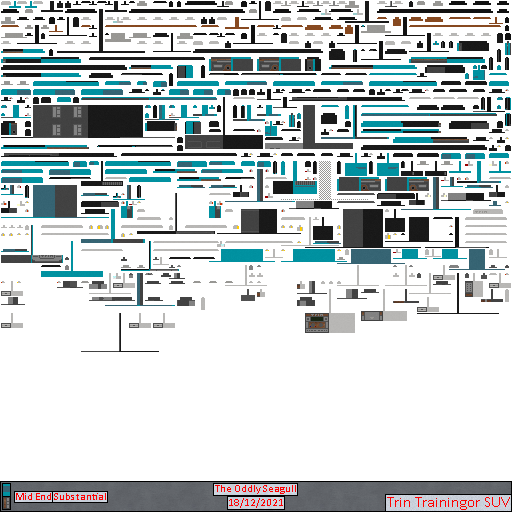 The Oddly Seagull
Mid End Substantial
18/12/2021
Trin Trainingor SUV